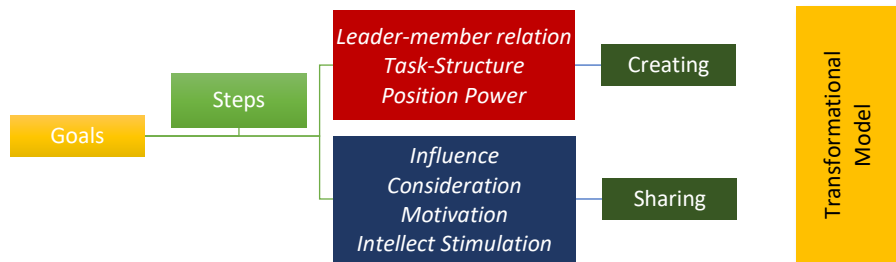 Goals
Steps
Leader-member relation
Task-Structure
Position Power
Creating
Influence
Consideration
Motivation
Intellect Stimulation
Sharing
Transformational
Model